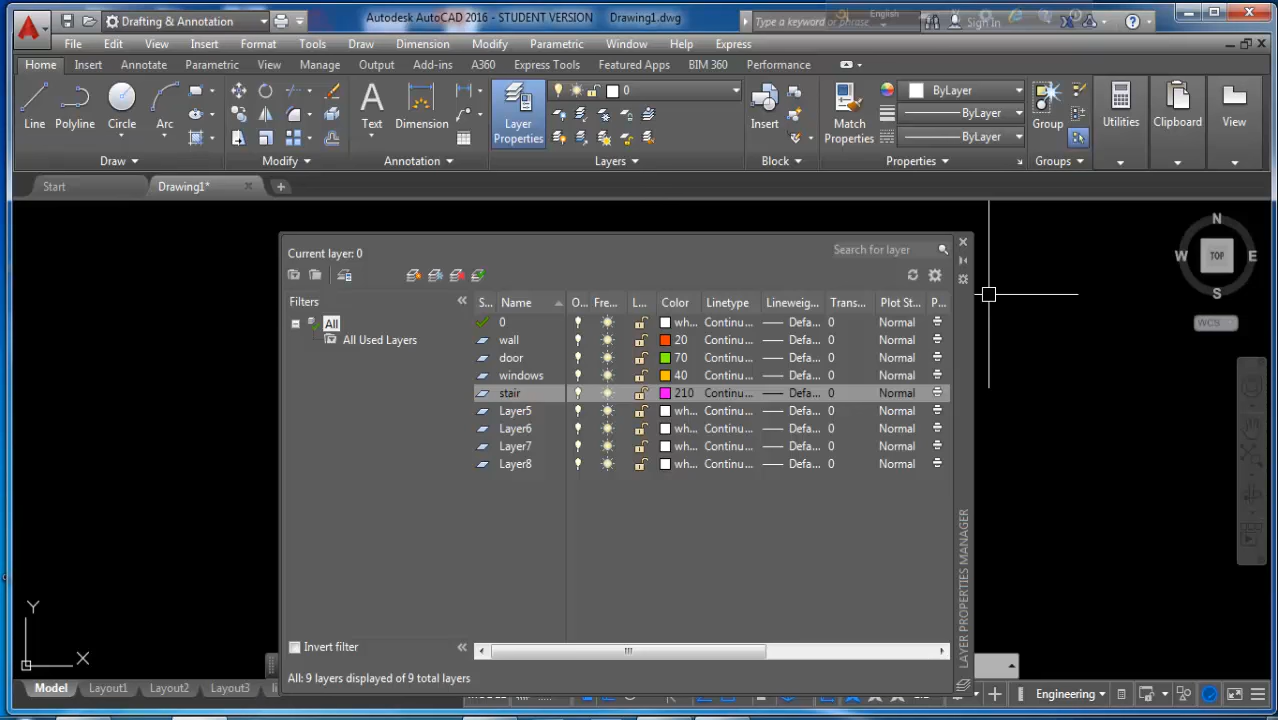 Drafting & Annotation Autodesk AutoCAD 2016 - STUDENT VERSION Drawing1.dwg Type a keyword or phrase English Sign In
File Edit View Insert Format Tools Draw Dimension Modify Parametric Window Help Express
Home Insert Annotate Parametric View Manage Output Add-ins A360 Express Tools Featured Apps BIM 360 Performance
0 ByLayer
ByLayer
ByLayer
Line Polyline Circle Arc Text Dimension Layer Properties Insert Match Properties Group Utilities Clipboard View
Draw Modify Annotation Layers Block Properties Groups
Start Drawing1*
N
W TOP E
S
WCS
Current layer: 0 Search for layer
Filters S... Name O... Fre... L... Color Linetype Lineweig... Trans... Plot St... P...
All 0 wh... Continu... Defa... 0 Normal
All Used Layers wall 20 Continu... Defa... 0 Normal
door 70 Continu... Defa... 0 Normal
windows 40 Continu... Defa... 0 Normal
stair 210 Continu... Defa... 0 Normal
Layer5 wh... Continu... Defa... 0 Normal
Layer6 wh... Continu... Defa... 0 Normal
Layer7 wh... Continu... Defa... 0 Normal
Layer8 wh... Continu... Defa... 0 Normal
LAYER PROPERTIES MANAGER
Y
X
Invert filter
All: 9 layers displayed of 9 total layers
Model Layout1 Layout2 Layout3 Engineering